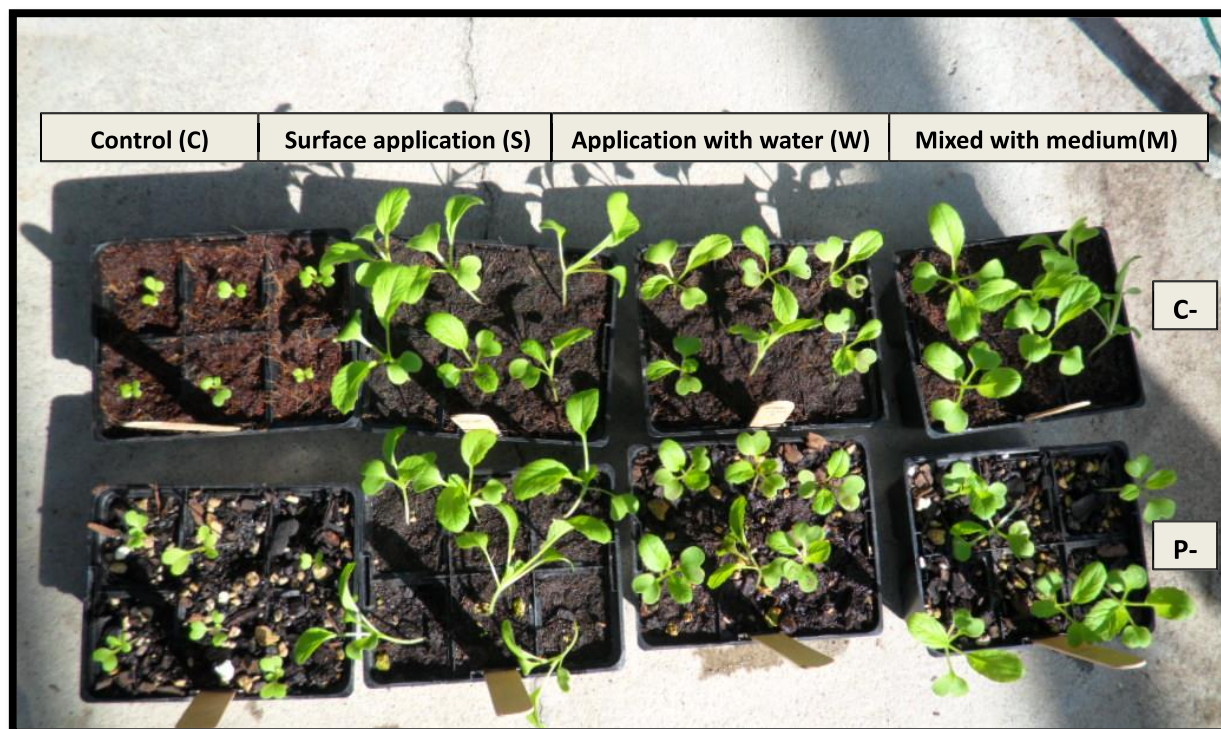 Control (C)
Surface application (S)
Application with water (W)
Mixed with medium(M)
C-
P-